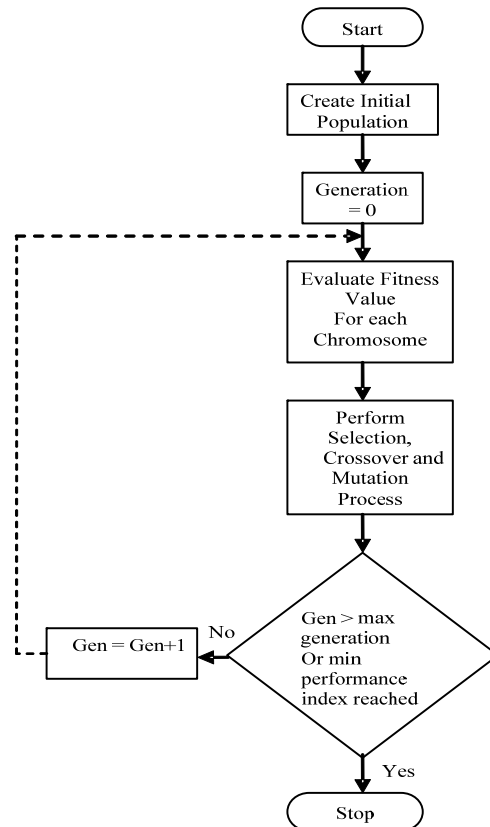 Start
Create Initial
Population
Generation
= 0
Evaluate Fitness
Value
For each
Chromosome
Perform
Selection,
Crossover and
Mutation
Process
Gen > max
generation
Or min
performance
index reached
No
Gen = Gen+1
Yes
Stop